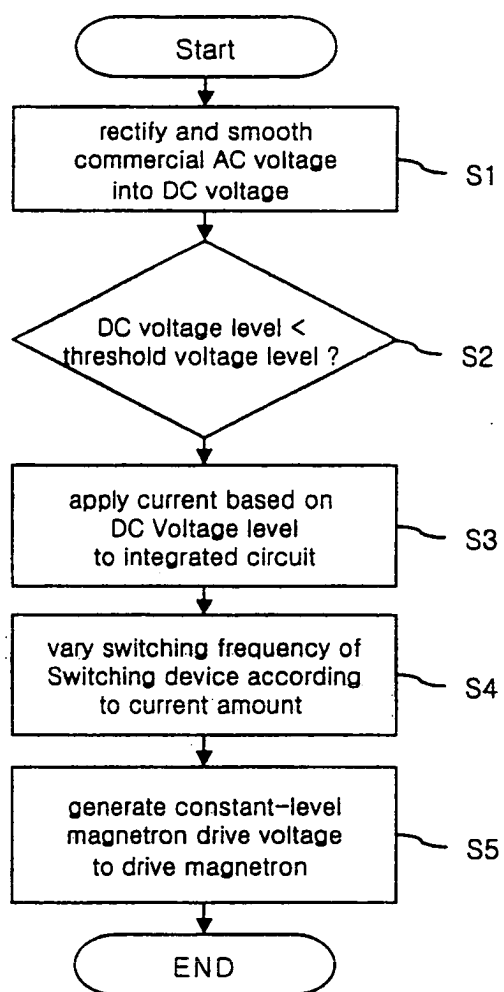 Start
rectify and smooth
commercial AC voltage
into DC voltage
S1
DC voltage level <
threshold voltage level ?
S2
apply current based on
DC Voltage level
to integrated circuit
S3
vary switching frequency of
Switching device according
to current amount
S4
generate constant-level
magnetron drive voltage
to drive magnetron
S5
END